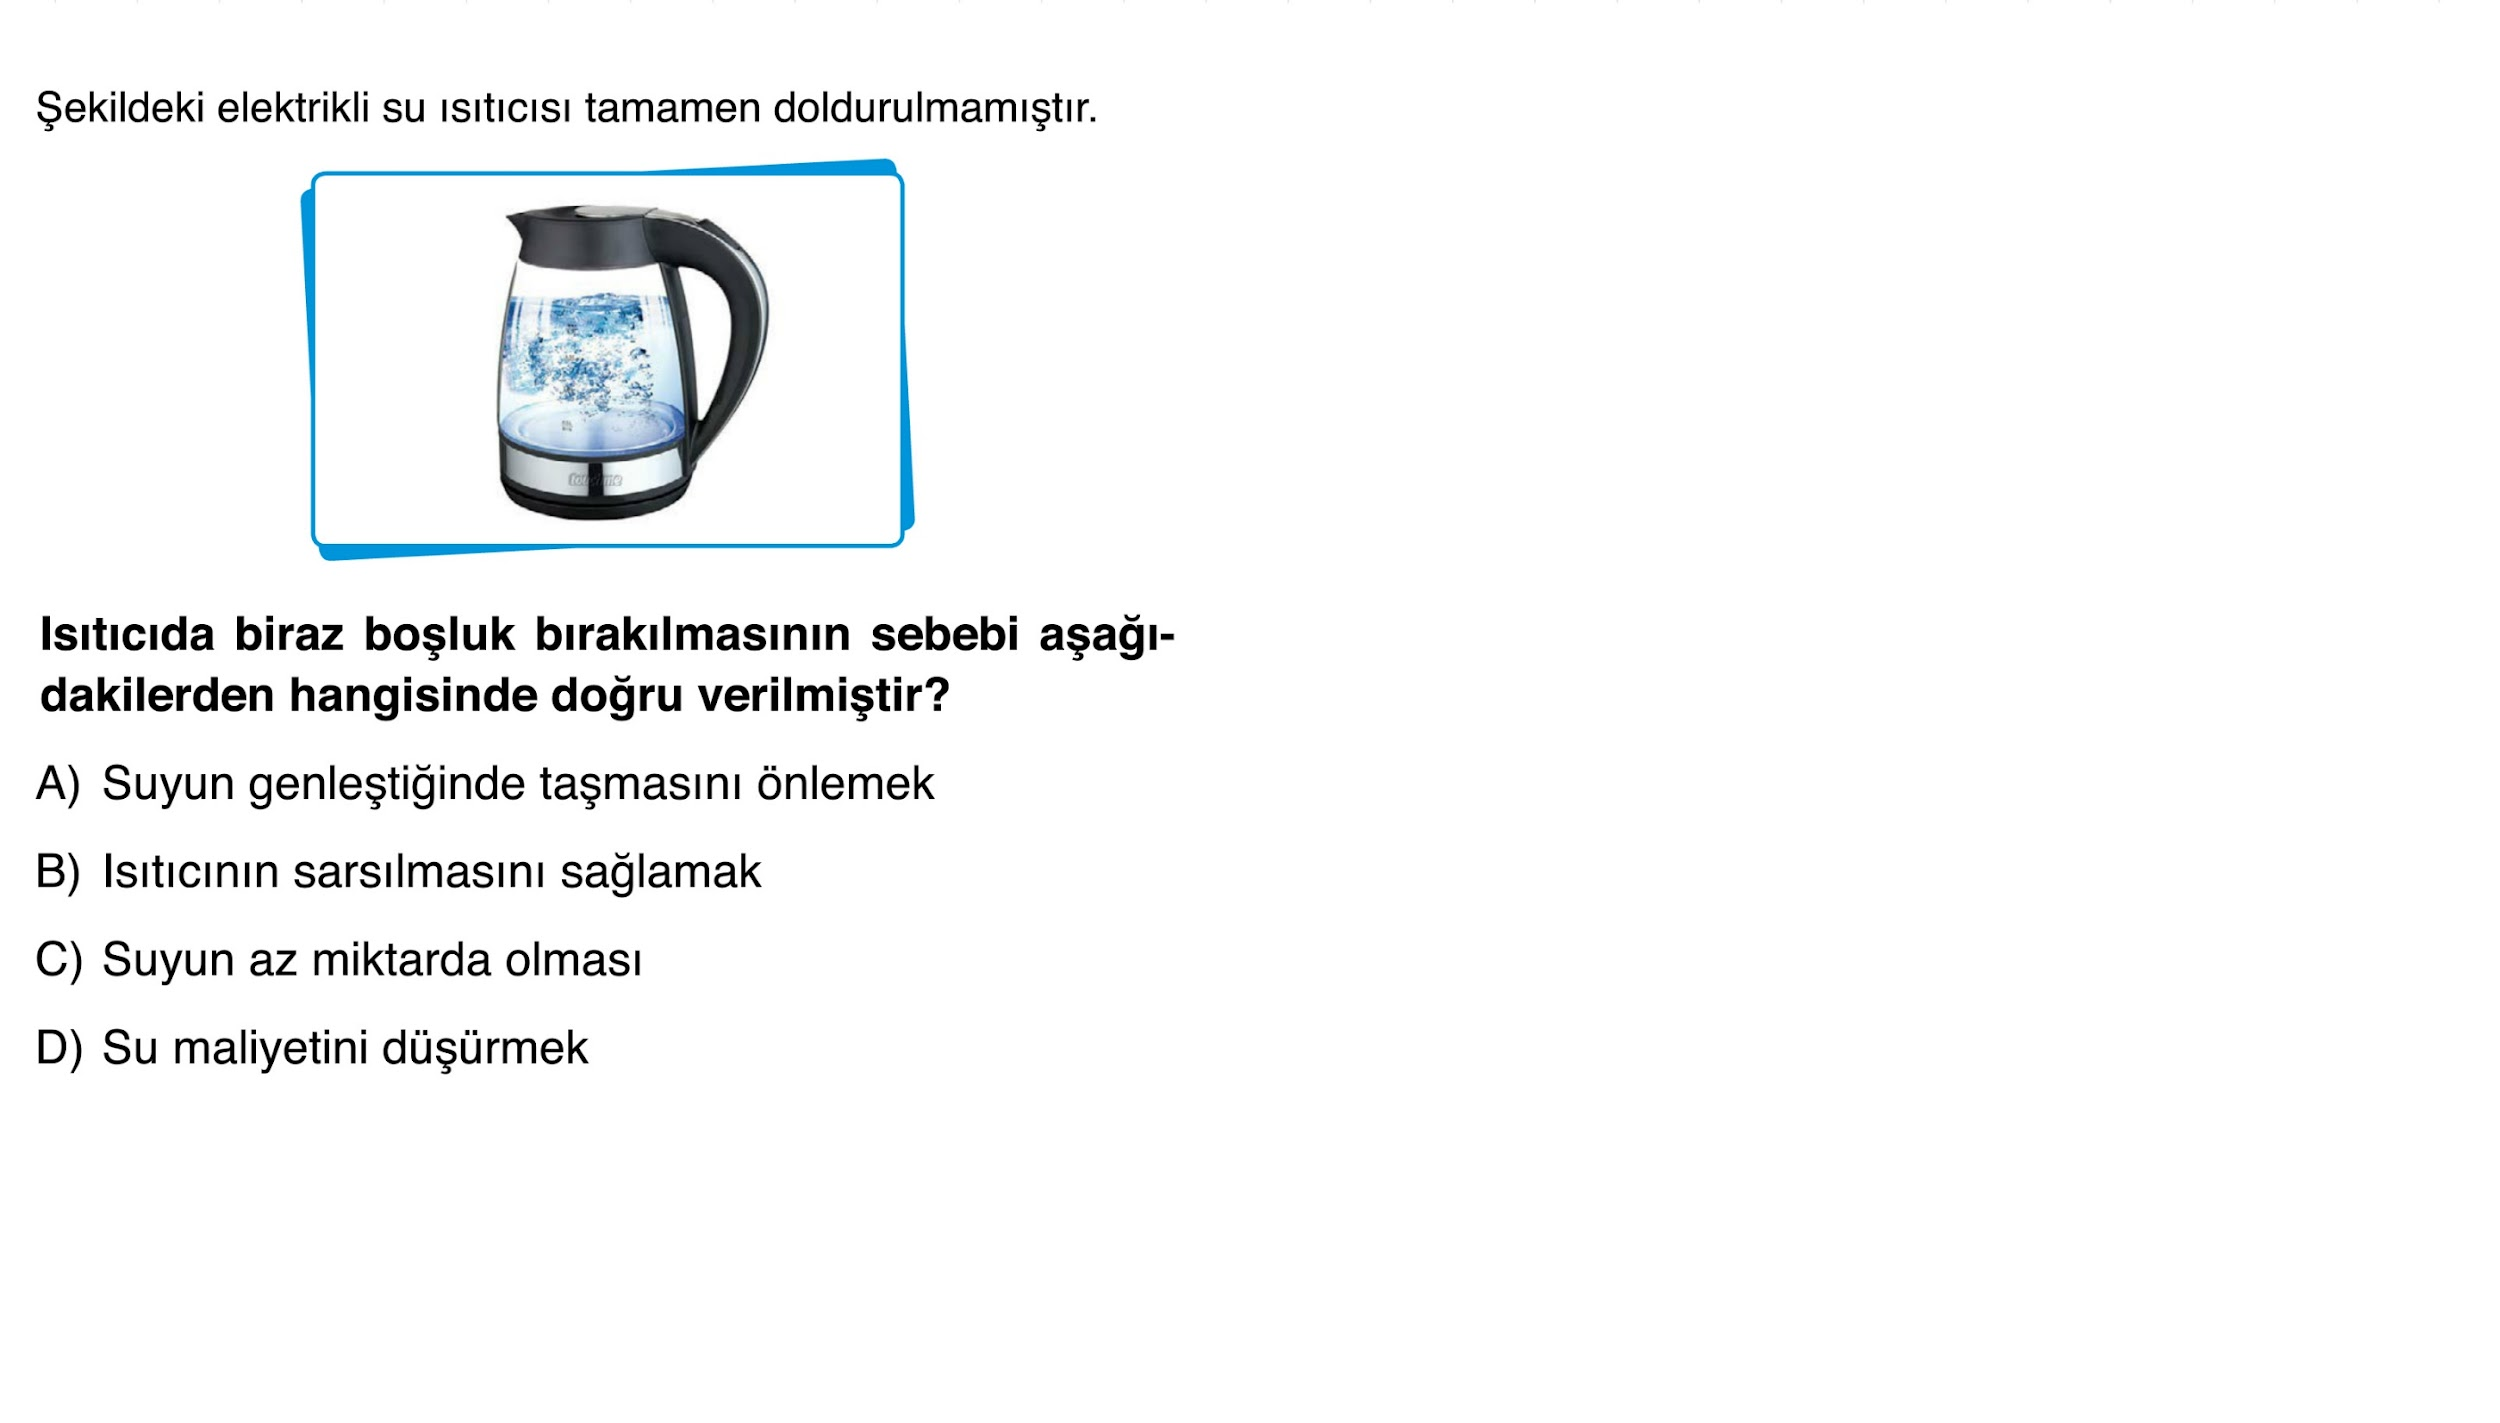 Şekildeki elektrikli su ısıtıcısı tamamen doldurulmamıştır.
Isıtıcıda biraz boşluk bırakılmasının sebebi aşağı-
dakilerden hangisinde doğru verilmiştir?
A) Suyun genleştiğinde taşmasını önlemek
B) Isıtıcının sarsılmasını sağlamak
C) Suyun az miktarda olması
D) Su maliyetini düşürmek